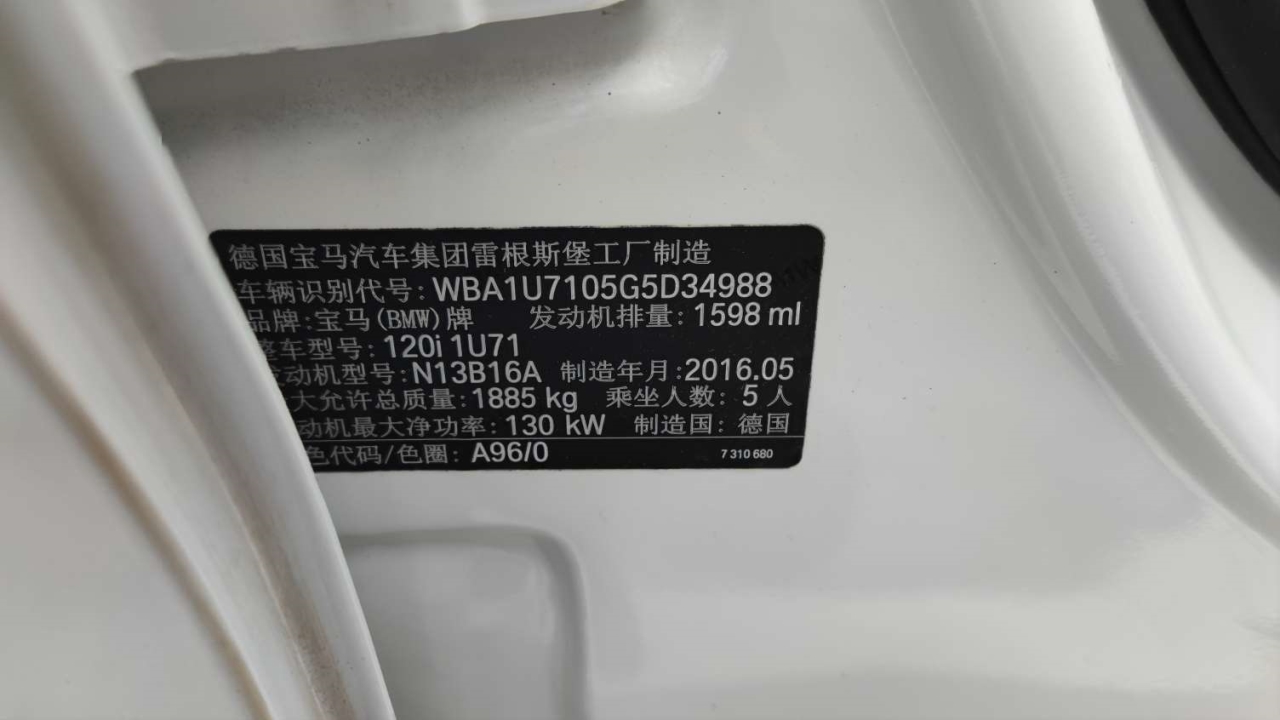 德国宝马汽车集团雷根斯堡工厂制造
车辆识别代号: WBA1U7105G5D34988
品牌:宝马(BMW)牌 发动机排量: 1598 ml
整车型号: 120i 1U71
发动机型号: N13B16A 制造年月: 2016.05
大允许总质量: 1885 kg 乘坐人数: 5 人
动机最大净功率: 130 kW 制造国: 德国
色代码/色圈: A96/0
7 310 680